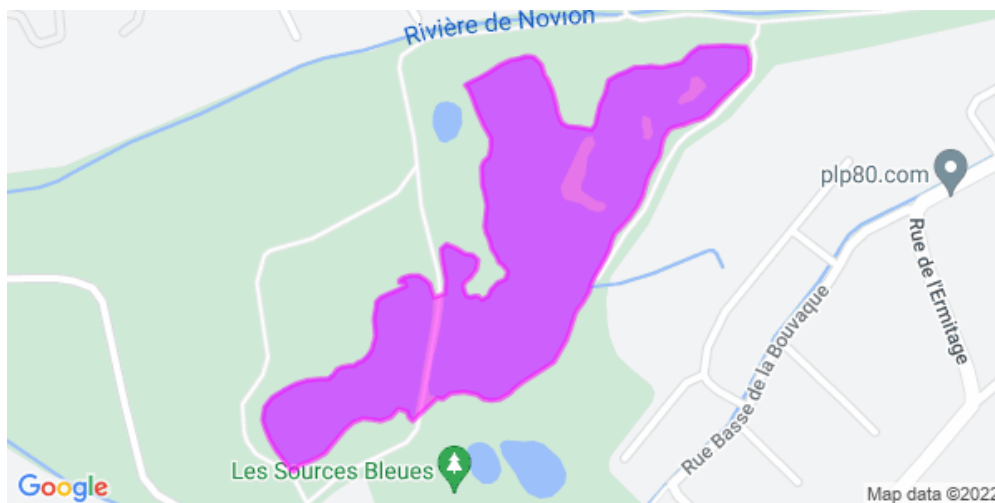 Rivière de Novion
plp80.com
Rue de l'Ermitage
Rue Basse de la Bouvaque
Les Sources Bleues
Google
Map data ©2022